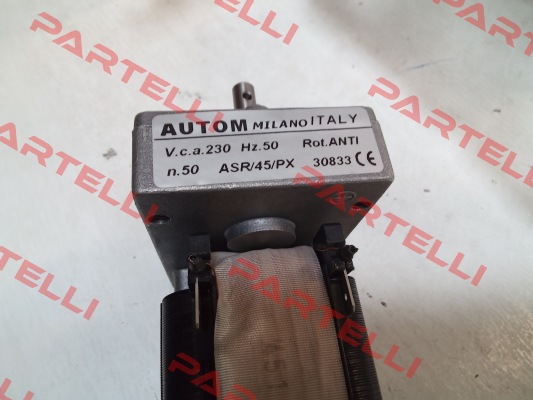 PARTELLI
PARTELLI
PARTELLI
AUTOM MILANO ITALY
V.c.a.230 Hz.50 Rot.ANTI
n.50 ASR/45/PX 30833 CE
PARTELLI
PARTELLI
PARTELLI